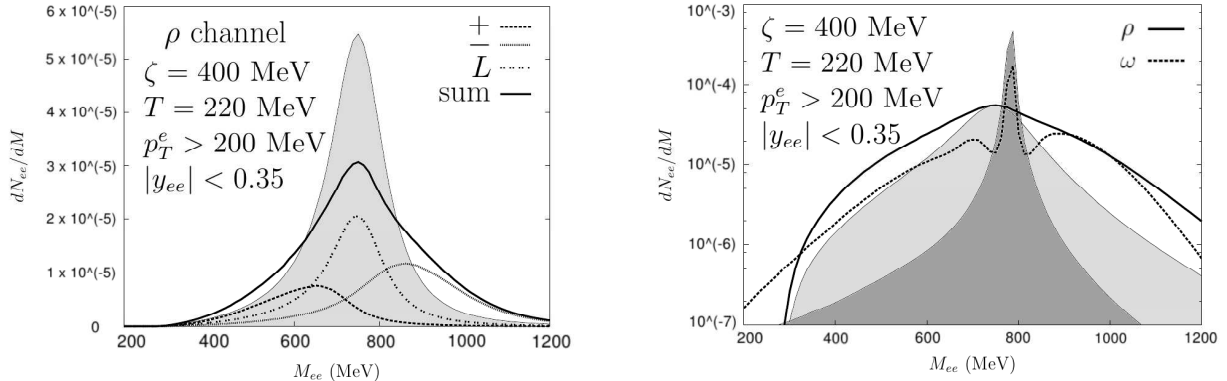 6 x 10^(-5)
5 x 10^(-5)
4 x 10^(-5)
3 x 10^(-5)
2 x 10^(-5)
1 x 10^(-5)
0
dN_ee/dM
ρ channel
ζ = 400 MeV
T = 220 MeV
p_T^e > 200 MeV
|y_ee| < 0.35
+
−
L
sum
200 400 600 800 1000 1200
M_ee (MeV)
10^(-3)
10^(-4)
10^(-5)
10^(-6)
10^(-7)
dN_ee/dM
ζ = 400 MeV
T = 220 MeV
p_T^e > 200 MeV
|y_ee| < 0.35
ρ
ω
200 400 600 800 1000 1200
M_ee (MeV)